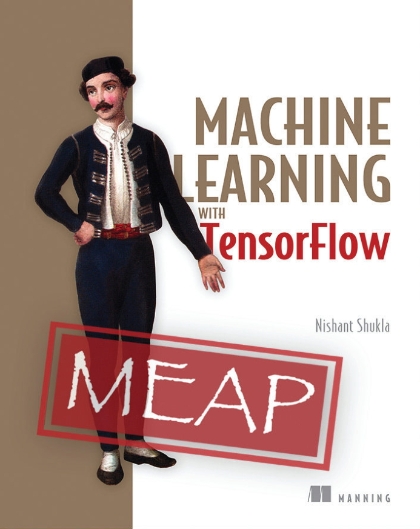 MACHINE
LEARNING
WITH
TensorFlow
Nishant Shukla
MEAP
MANNING